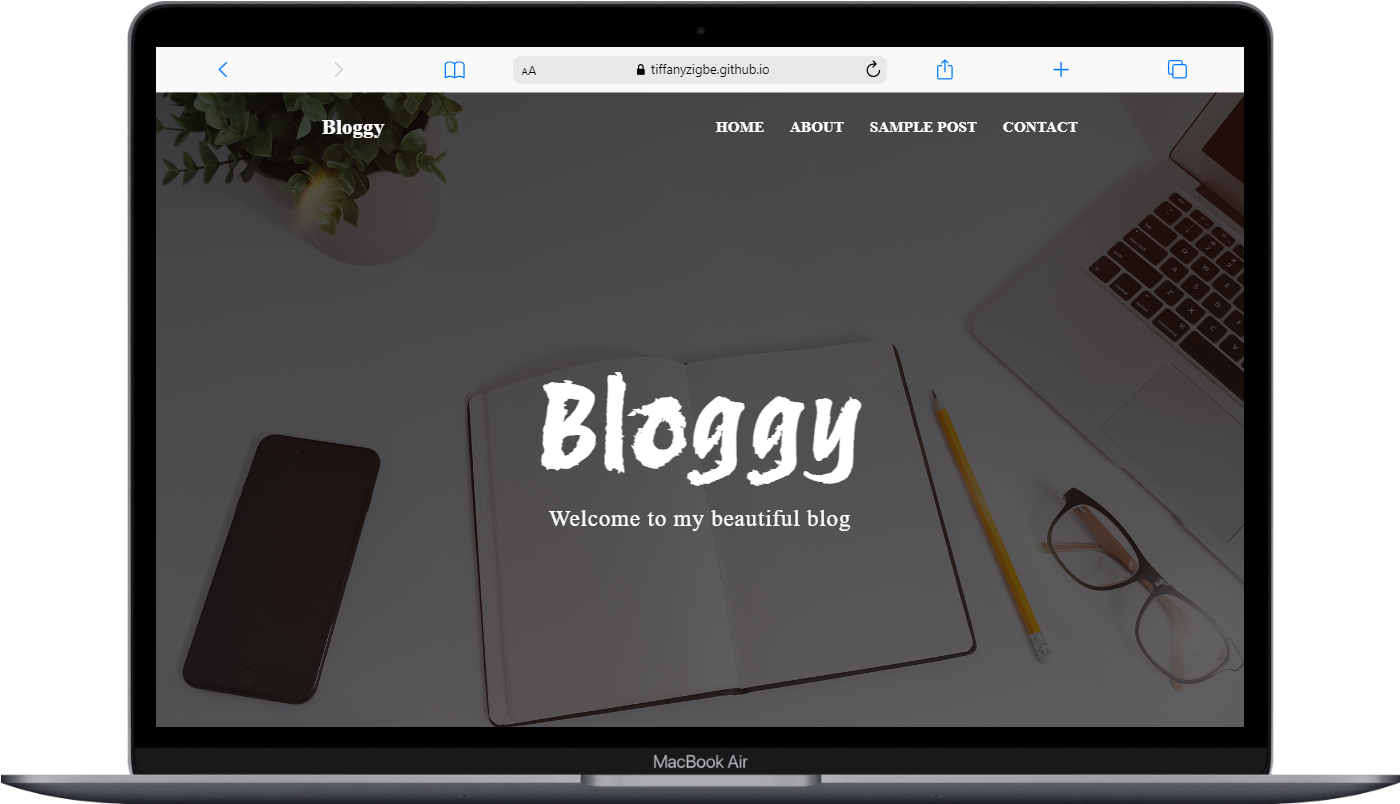 AA tiffanyzigbe.github.io
Bloggy HOME ABOUT SAMPLE POST CONTACT
Bloggy
Welcome to my beautiful blog
MacBook Air